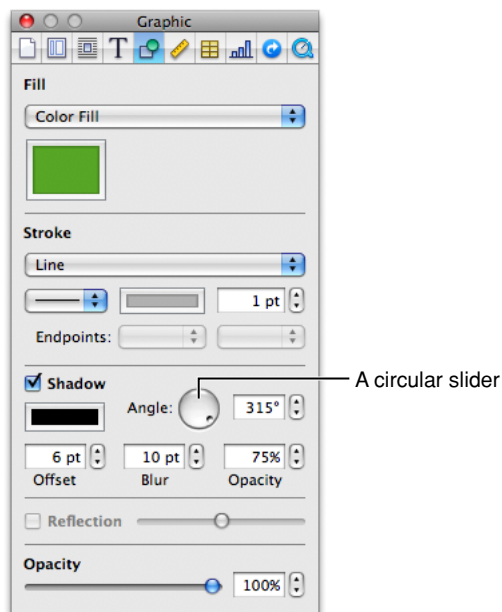 Graphic
T
Fill
Color Fill
Stroke
Line
1 pt
Endpoints:
Shadow
Angle: 315°
A circular slider
6 pt 10 pt 75%
Offset Blur Opacity
Reflection
Opacity
100%